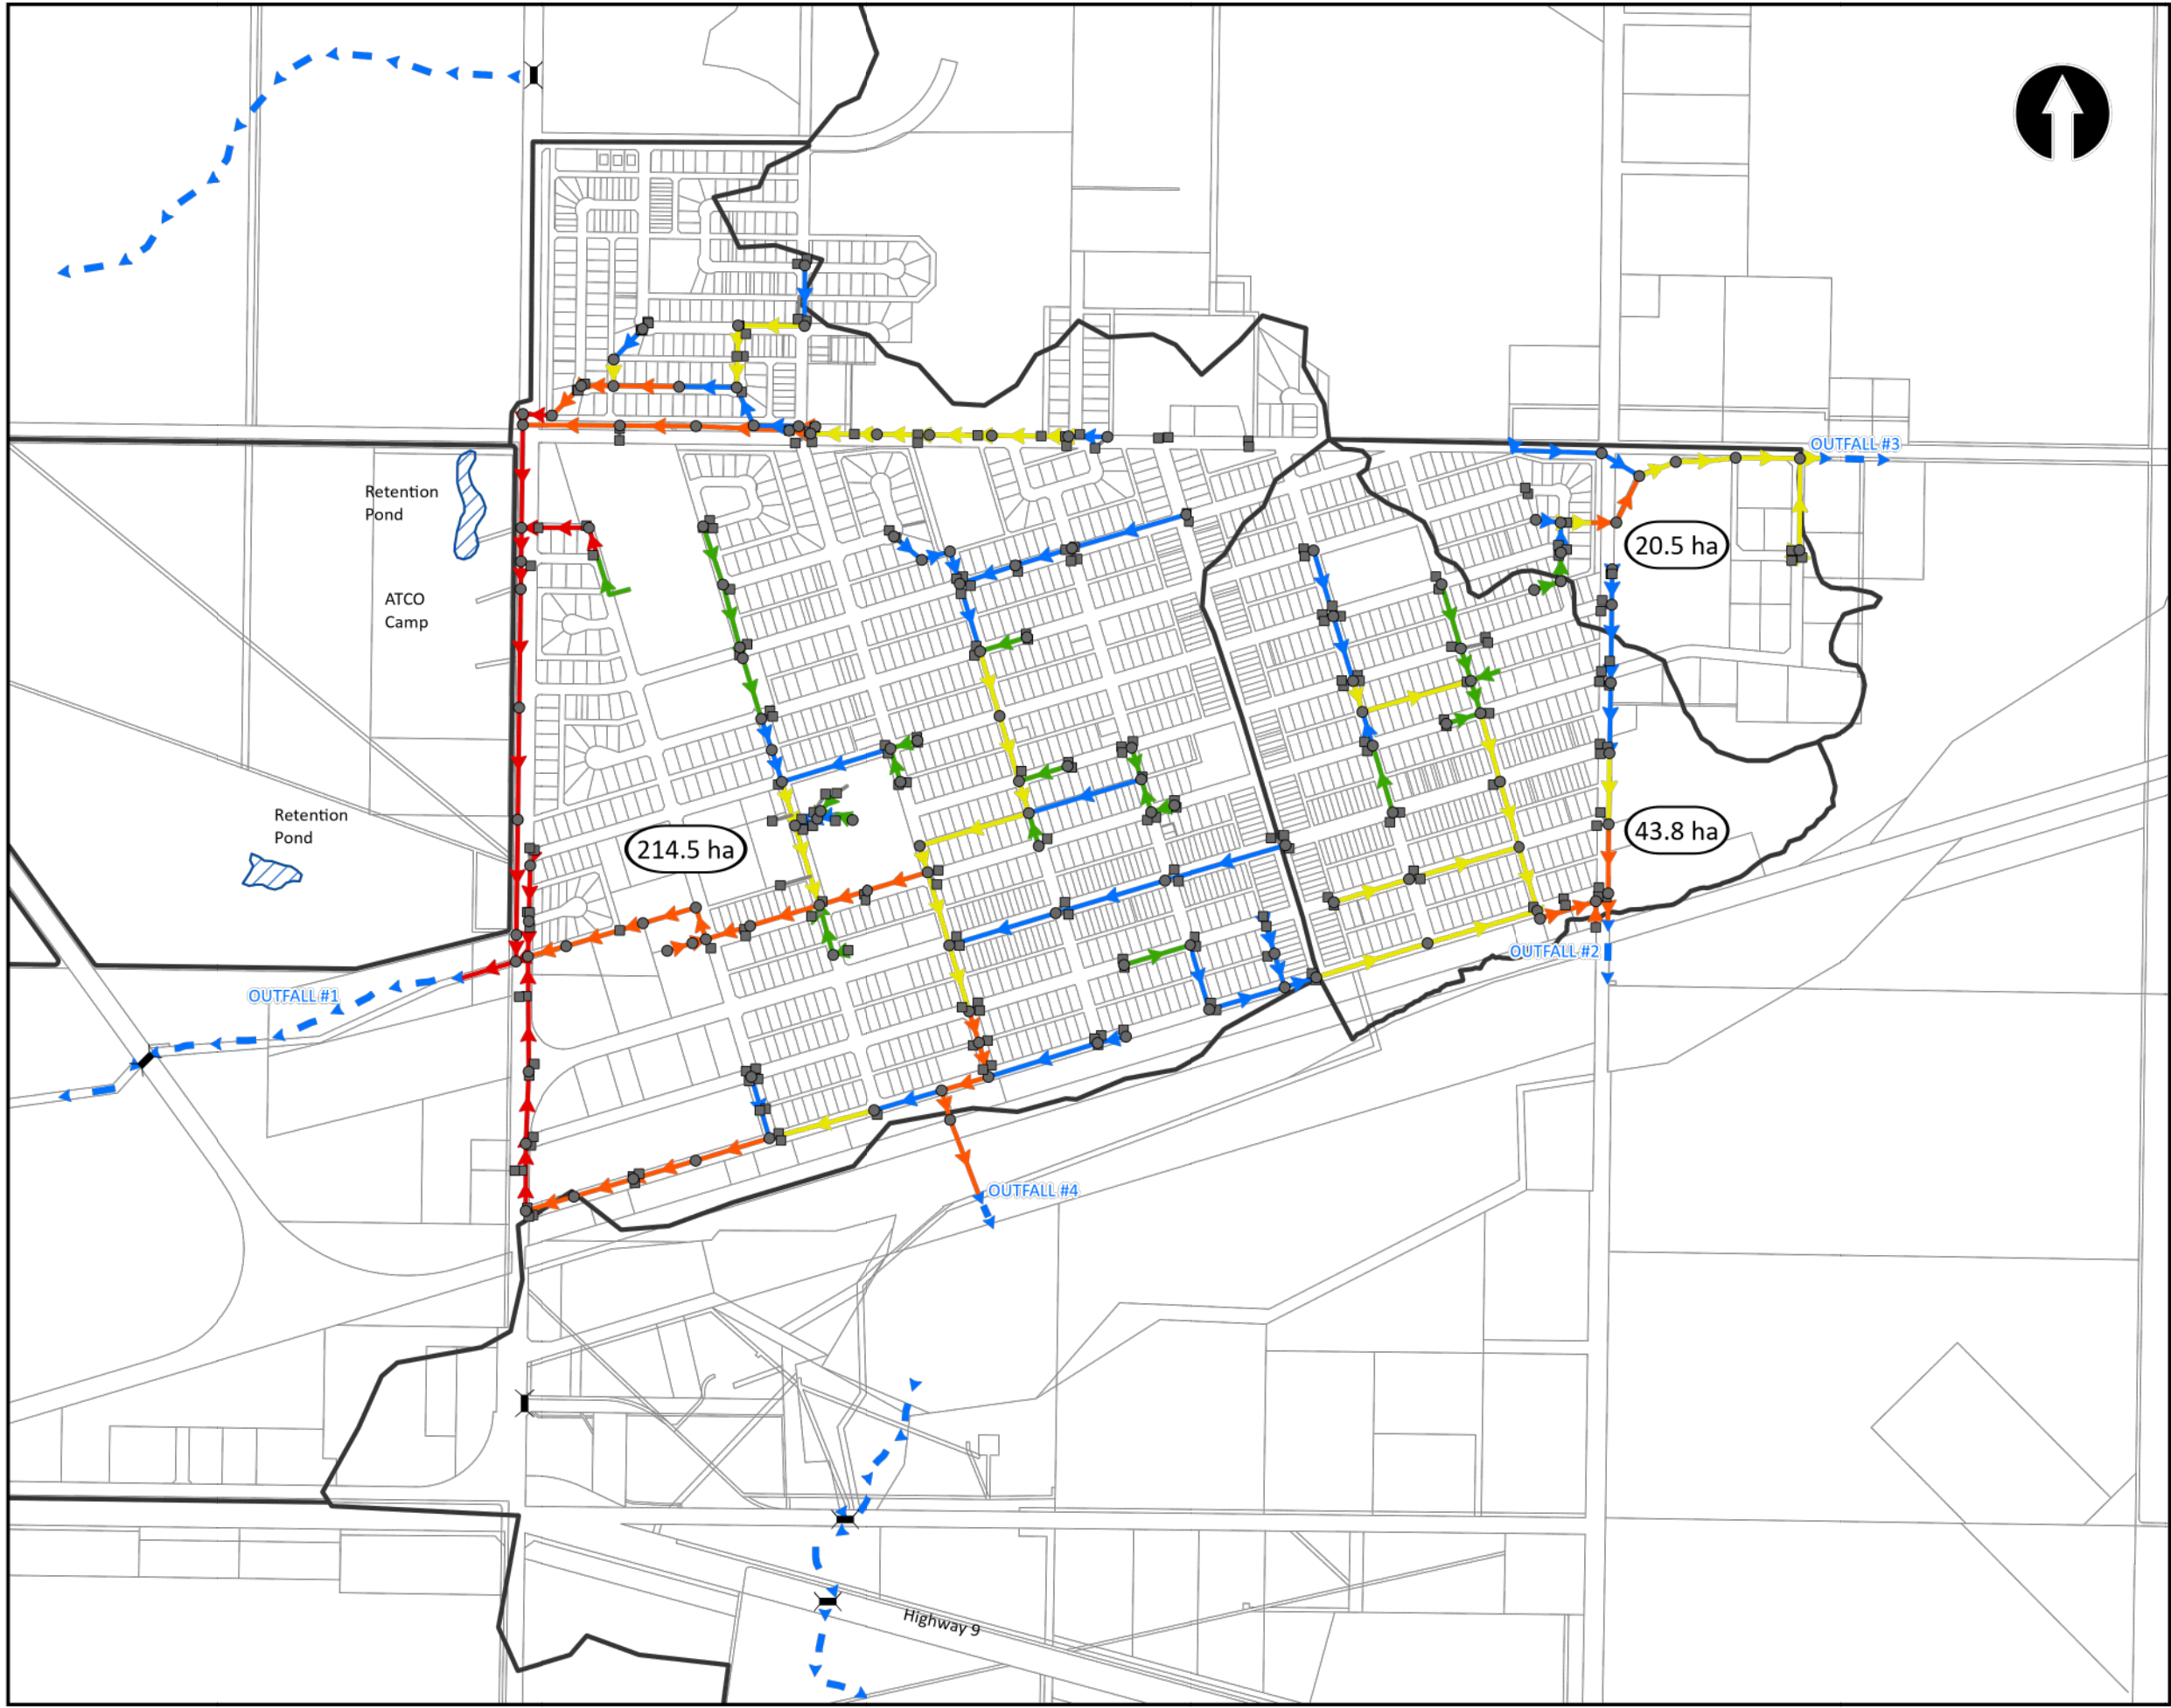 OUTFALL #3
Retention
Pond
20.5 ha
ATCO
Camp
Retention
Pond
43.8 ha
214.5 ha
OUTFALL #2
OUTFALL #1
OUTFALL #4
Highway 9